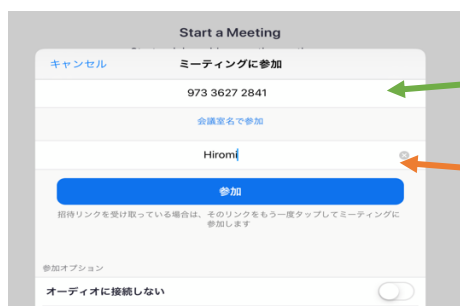 Start a Meeting
キャンセル ミーティングに参加
973 3627 2841
会議室名で参加
Hiromi
参加
招待リンクを受け取っている場合は、そのリンクをもう一度タップしてミーティングに
参加します
参加オプション
オーディオに接続しない